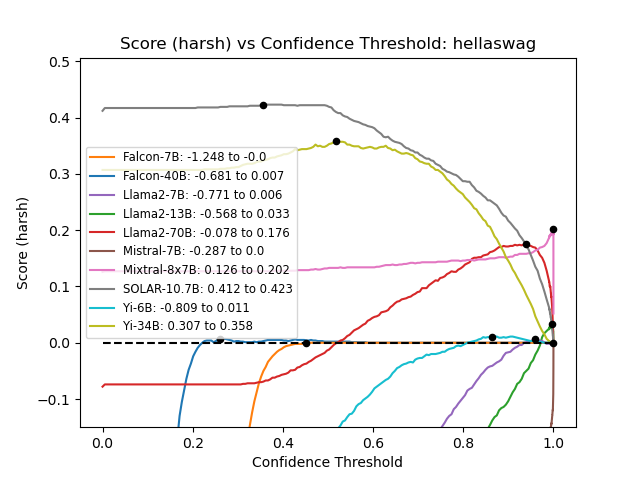 Score (harsh) vs Confidence Threshold: hellaswag
Score (harsh)
0.5
0.4
0.3
0.2
0.1
0.0
−0.1
Falcon-7B: -1.248 to -0.0
Falcon-40B: -0.681 to 0.007
Llama2-7B: -0.771 to 0.006
Llama2-13B: -0.568 to 0.033
Llama2-70B: -0.078 to 0.176
Mistral-7B: -0.287 to 0.0
Mixtral-8x7B: 0.126 to 0.202
SOLAR-10.7B: 0.412 to 0.423
Yi-6B: -0.809 to 0.011
Yi-34B: 0.307 to 0.358
0.0 0.2 0.4 0.6 0.8 1.0
Confidence Threshold